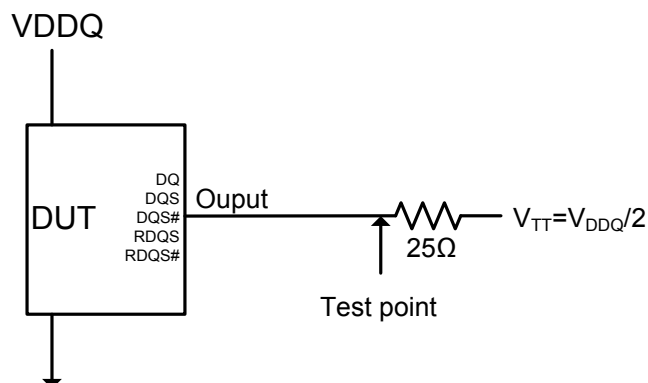 VDDQ
DUT
DQ
DQS
DQS#
RDQS
RDQS#
Ouput
25Ω
V_TT=V_DDQ/2
Test point